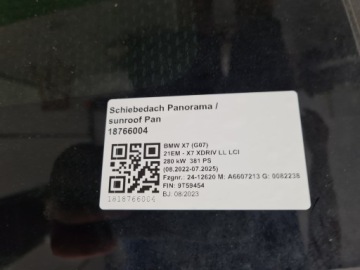 Schiebedach Panorama /
sunroof Pan
18766004
BMW X7 (G07)
21EM - X7 XDRIV LL LCI
280 kW 381 PS
(08.2022-07.2025)
Fzgnr.: 24-12620 M: A6607213 G: 0082238
FIN: 9T59454
BJ: 08/2023
1618766004